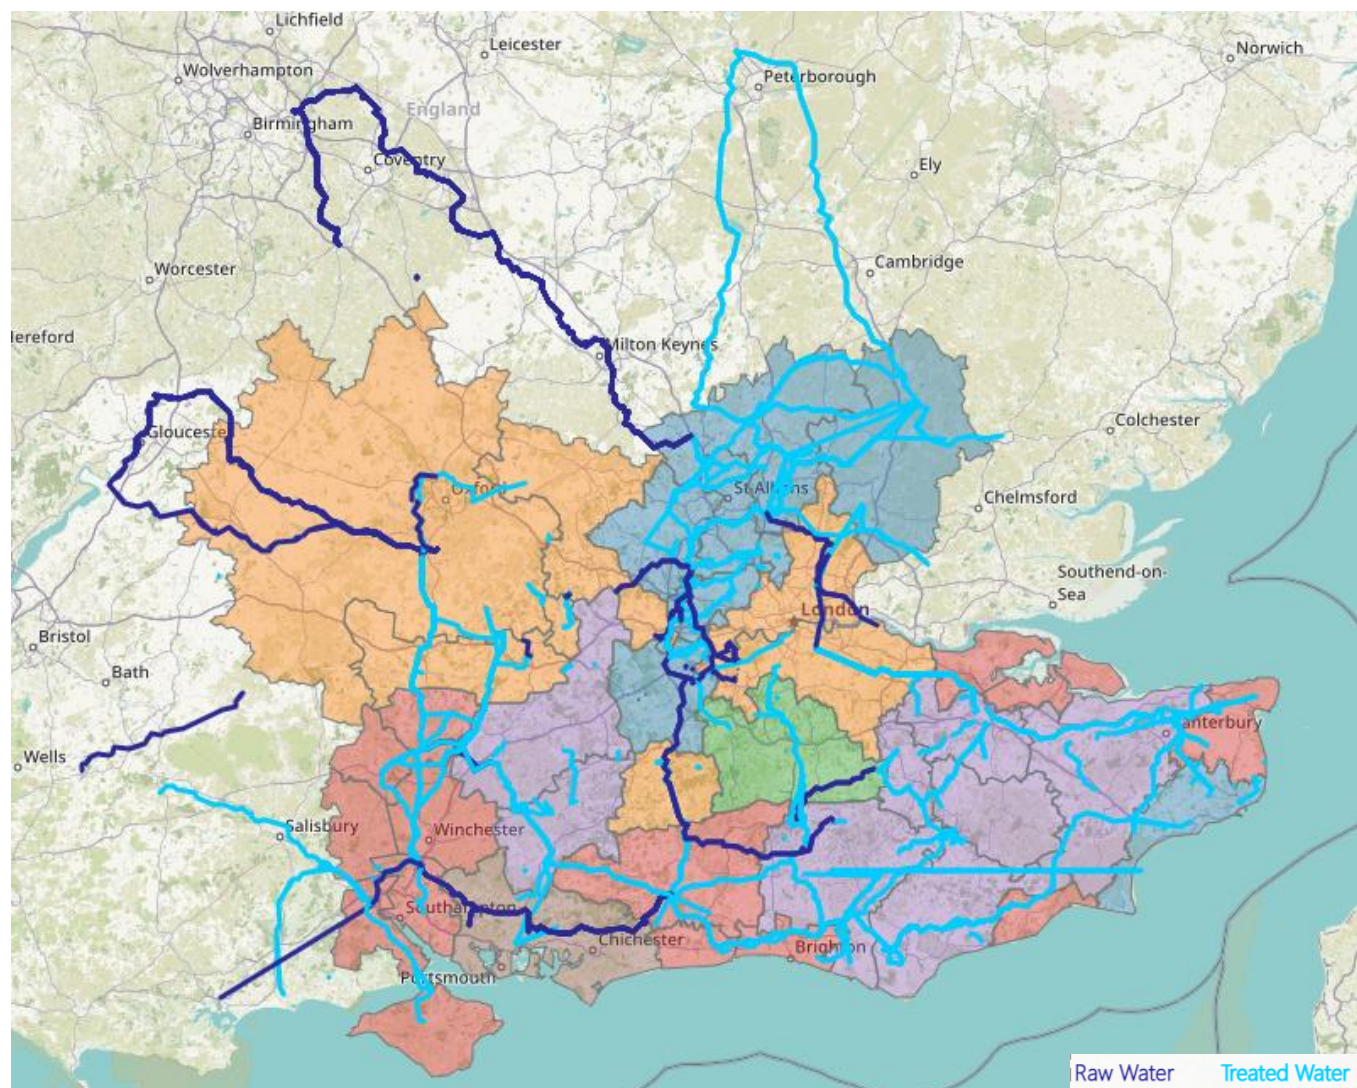 Lichfield
Leicester
Norwich
Wolverhampton
Peterborough
England
Birmingham
Coventry
Ely
Worcester
Cambridge
lereford
Milton Keynes
Gloucester
Colchester
Oxford
St Albans
Chelmsford
Southend-on-
Sea
London
Bristol
Bath
Canterbury
Wells
Salisbury
Winchester
Southampton
Chichester
Brighton
Portsmouth
Raw Water
Treated Water